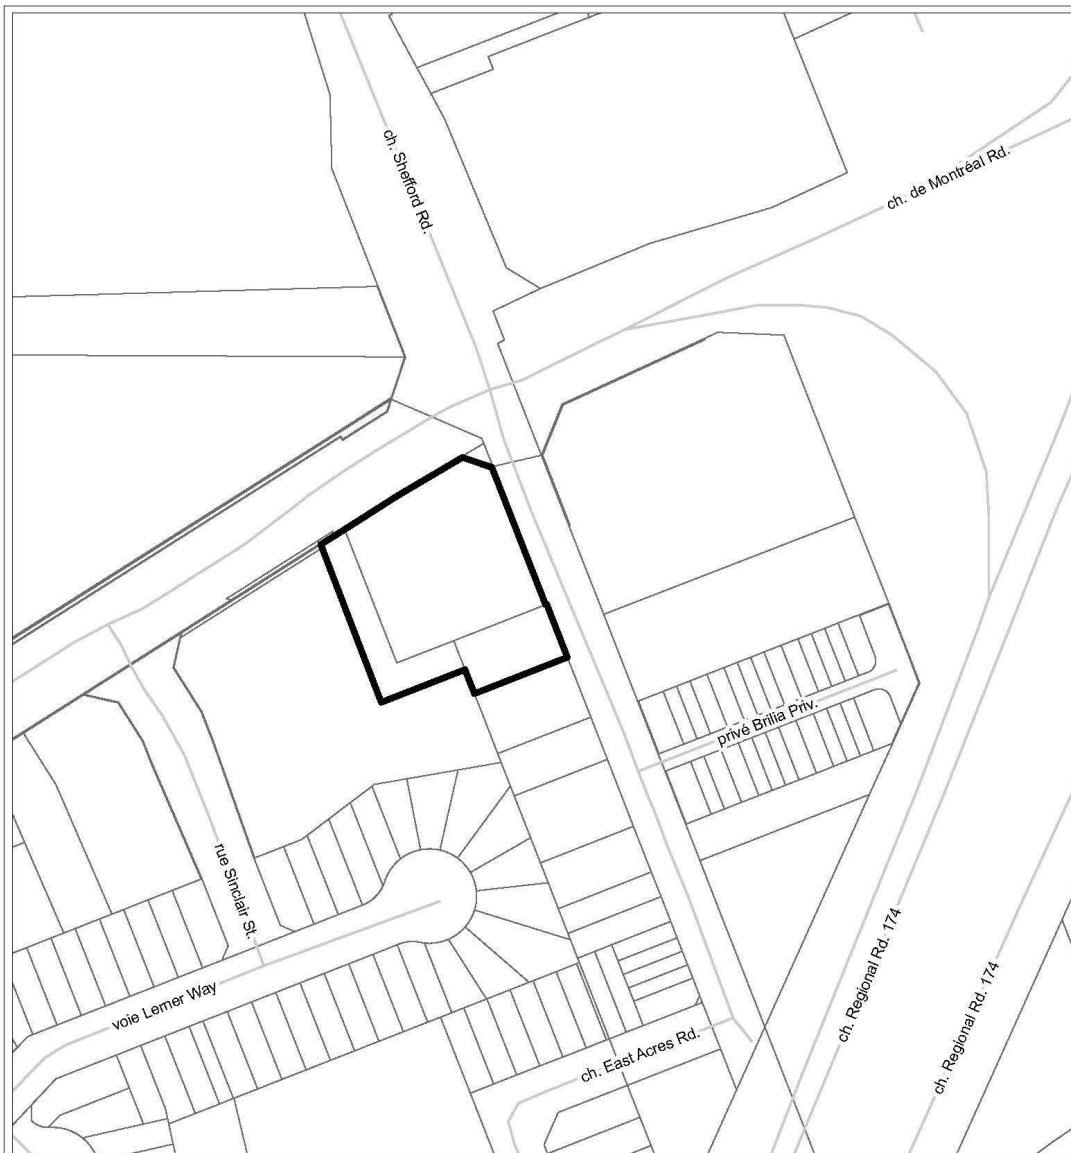 ch. Shefford Rd.
ch. de Montréal Rd.
privé Brilia Priv.
rue Sinclair St.
voie Lerner Way
ch. East Acres Rd.
ch. Regional Rd. 174
ch. Regional Rd. 174